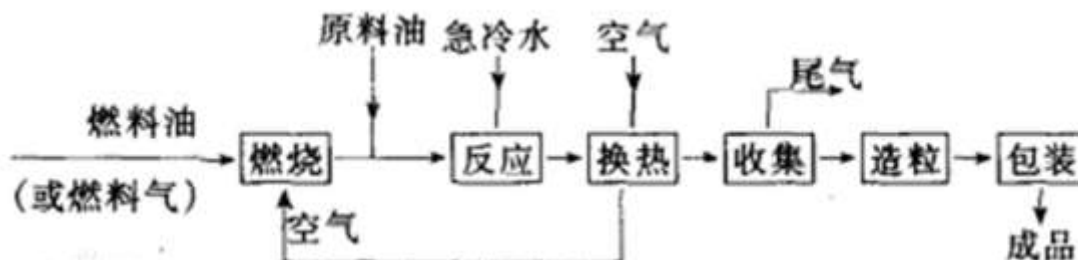 原料油 急冷水 空气
尾气
燃料油
燃烧 反应 换热 收集 造粒 包装
(或燃料气)
空气
成品